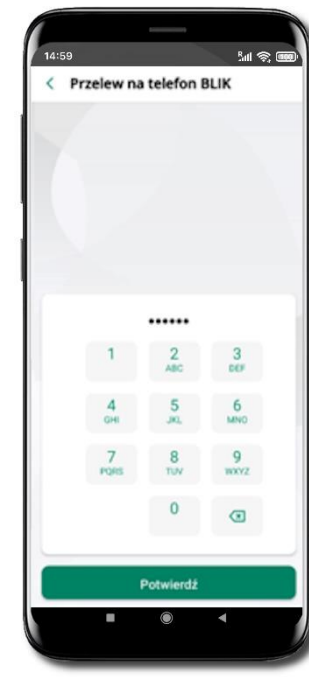 14:59
Przelew na telefon BLIK
••••••
1 2 3
ABC DEF
4 5 6
GHI JKL MNO
7 8 9
PQRS TUV WXYZ
0
Potwierdź